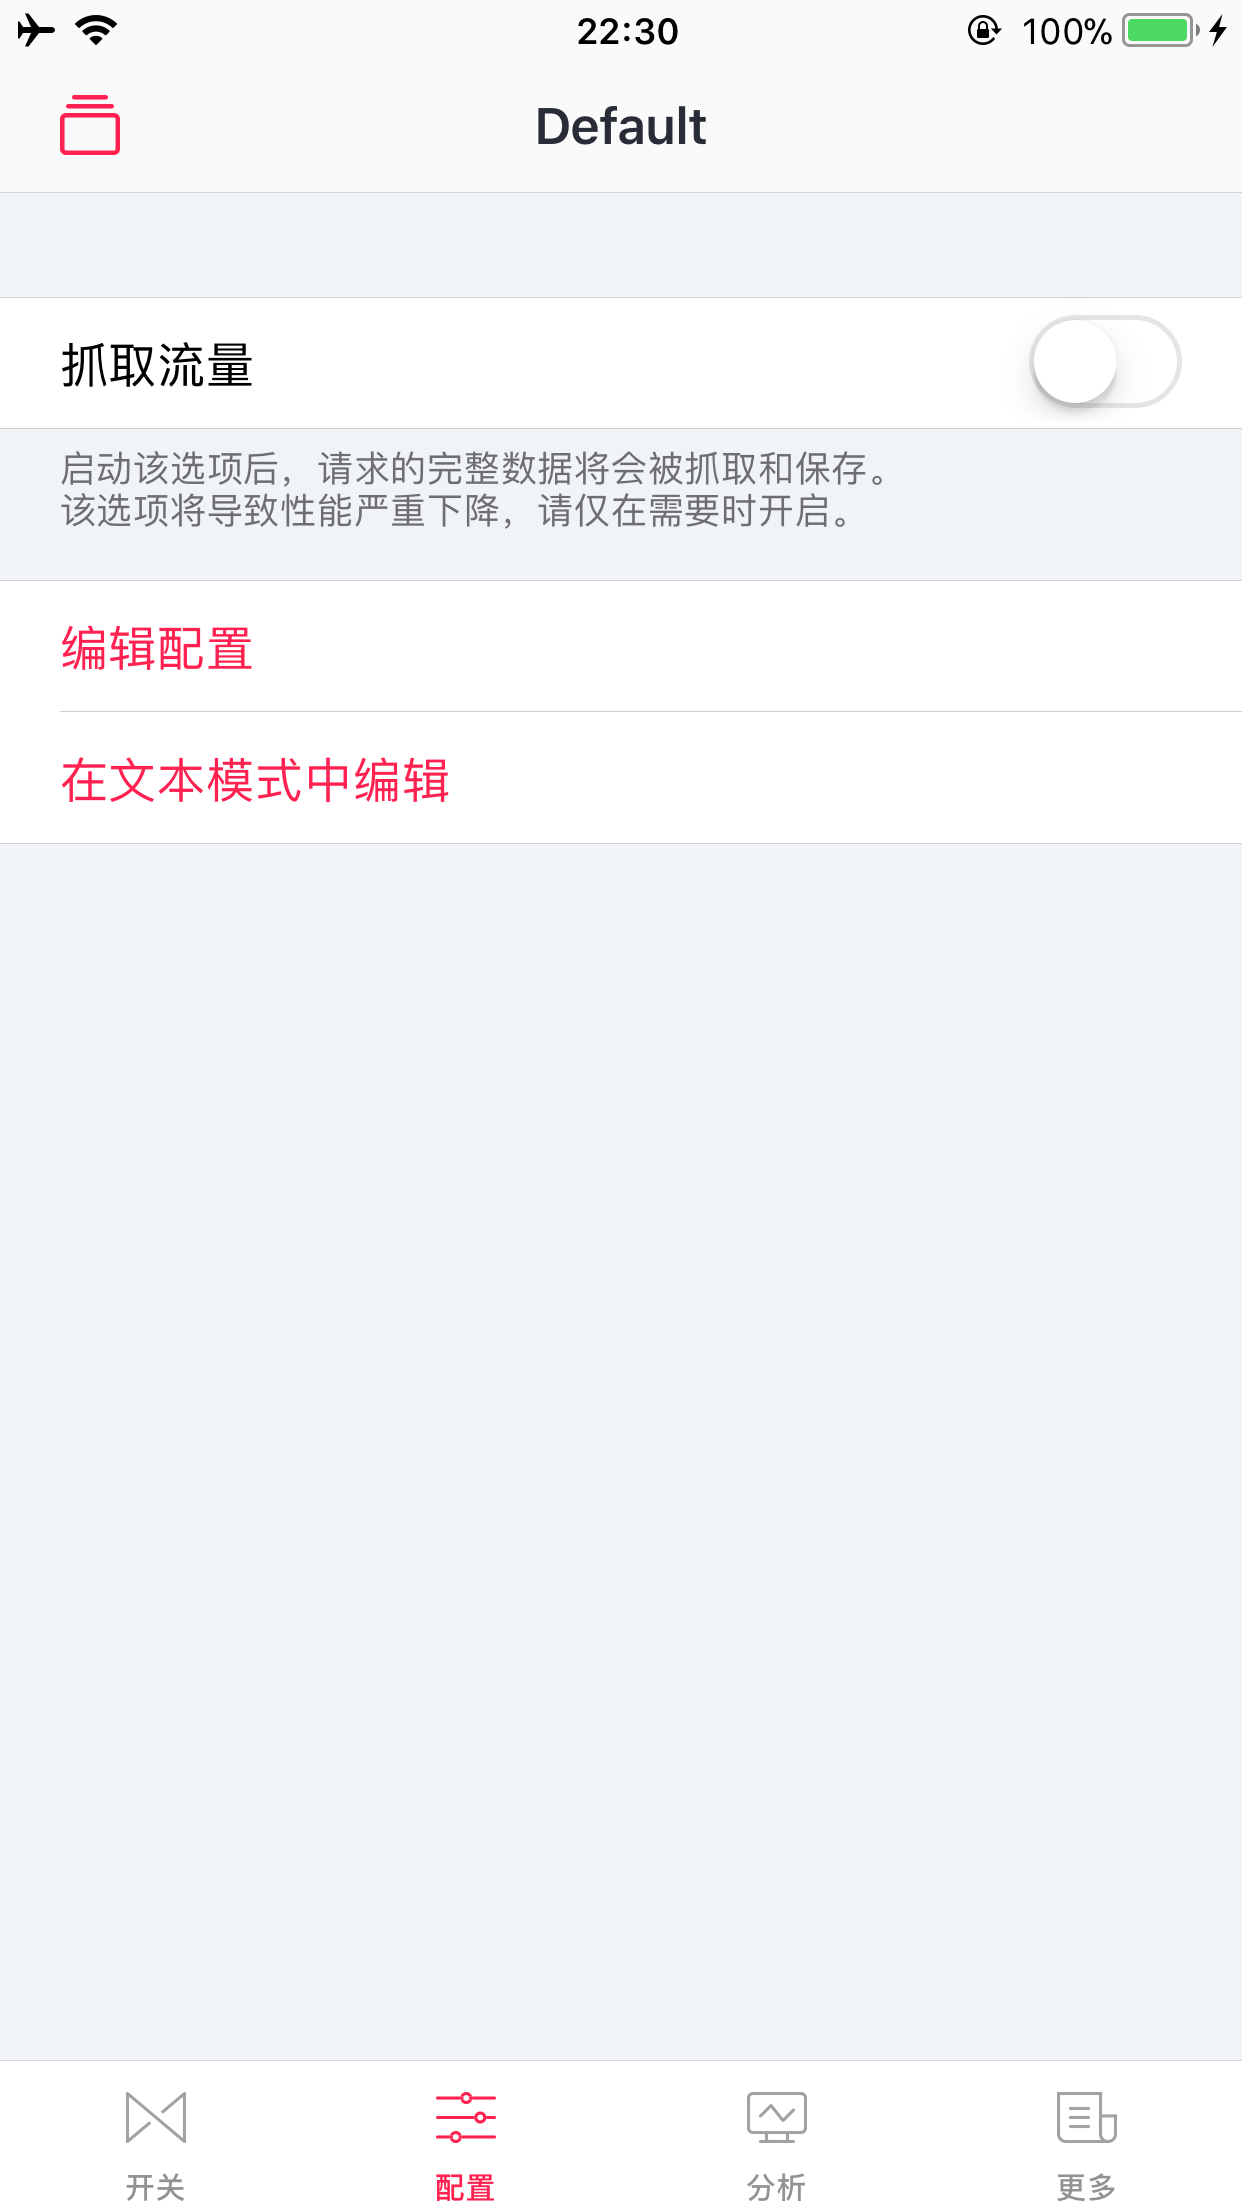 22:30
100%
Default
抓取流量
启动该选项后，请求的完整数据将会被抓取和保存。
该选项将导致性能严重下降，请仅在需要时开启。
编辑配置
在文本模式中编辑
开关
配置
分析
更多